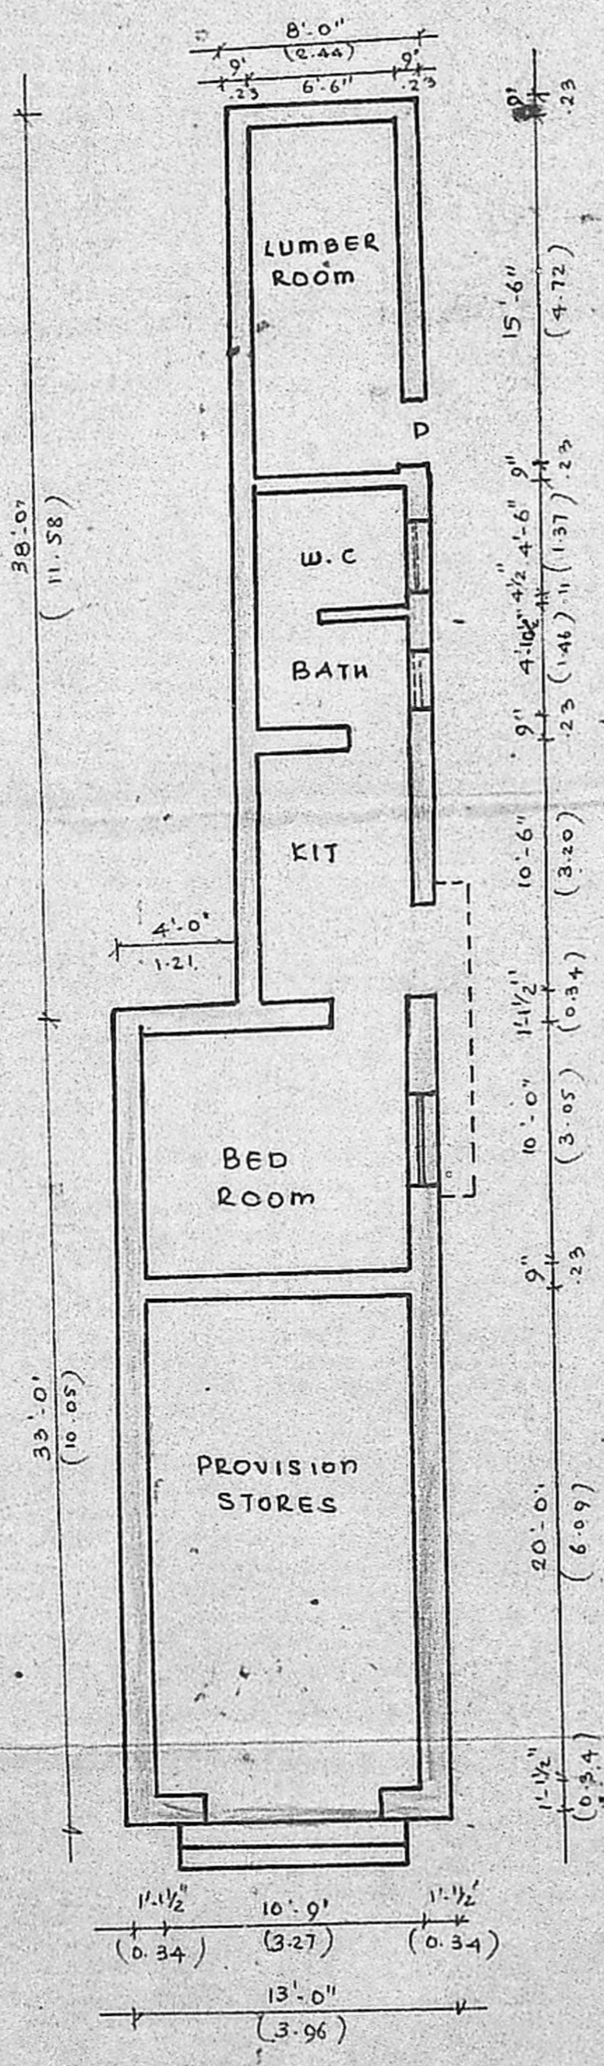 8'-0"
(2.44)
9' 6'-6" 9'
.23 .23
9'
.23
LUMBER
ROOM
15'-6"
(4.72)
D
9"
.23
38'-0"
(11.58)
W.C
4'-6"
(1.37)
4½"
.11
BATH
4'-10½"
(1.46)
9"
.23
KIT
10'-6"
(3.20)
4'-0"
1.21.
1'-1½"
(0.34)
BED
ROOM
10'-0"
(3.05)
9"
.23
33'-0'
(10.05)
PROVISION
STORES
20'-0"
(6.09)
1'-1½"
(0.34)
1'-1½" 10'-9' 1'-1½'
(0.34) (3.27) (0.34)
13'-0"
(3.96)